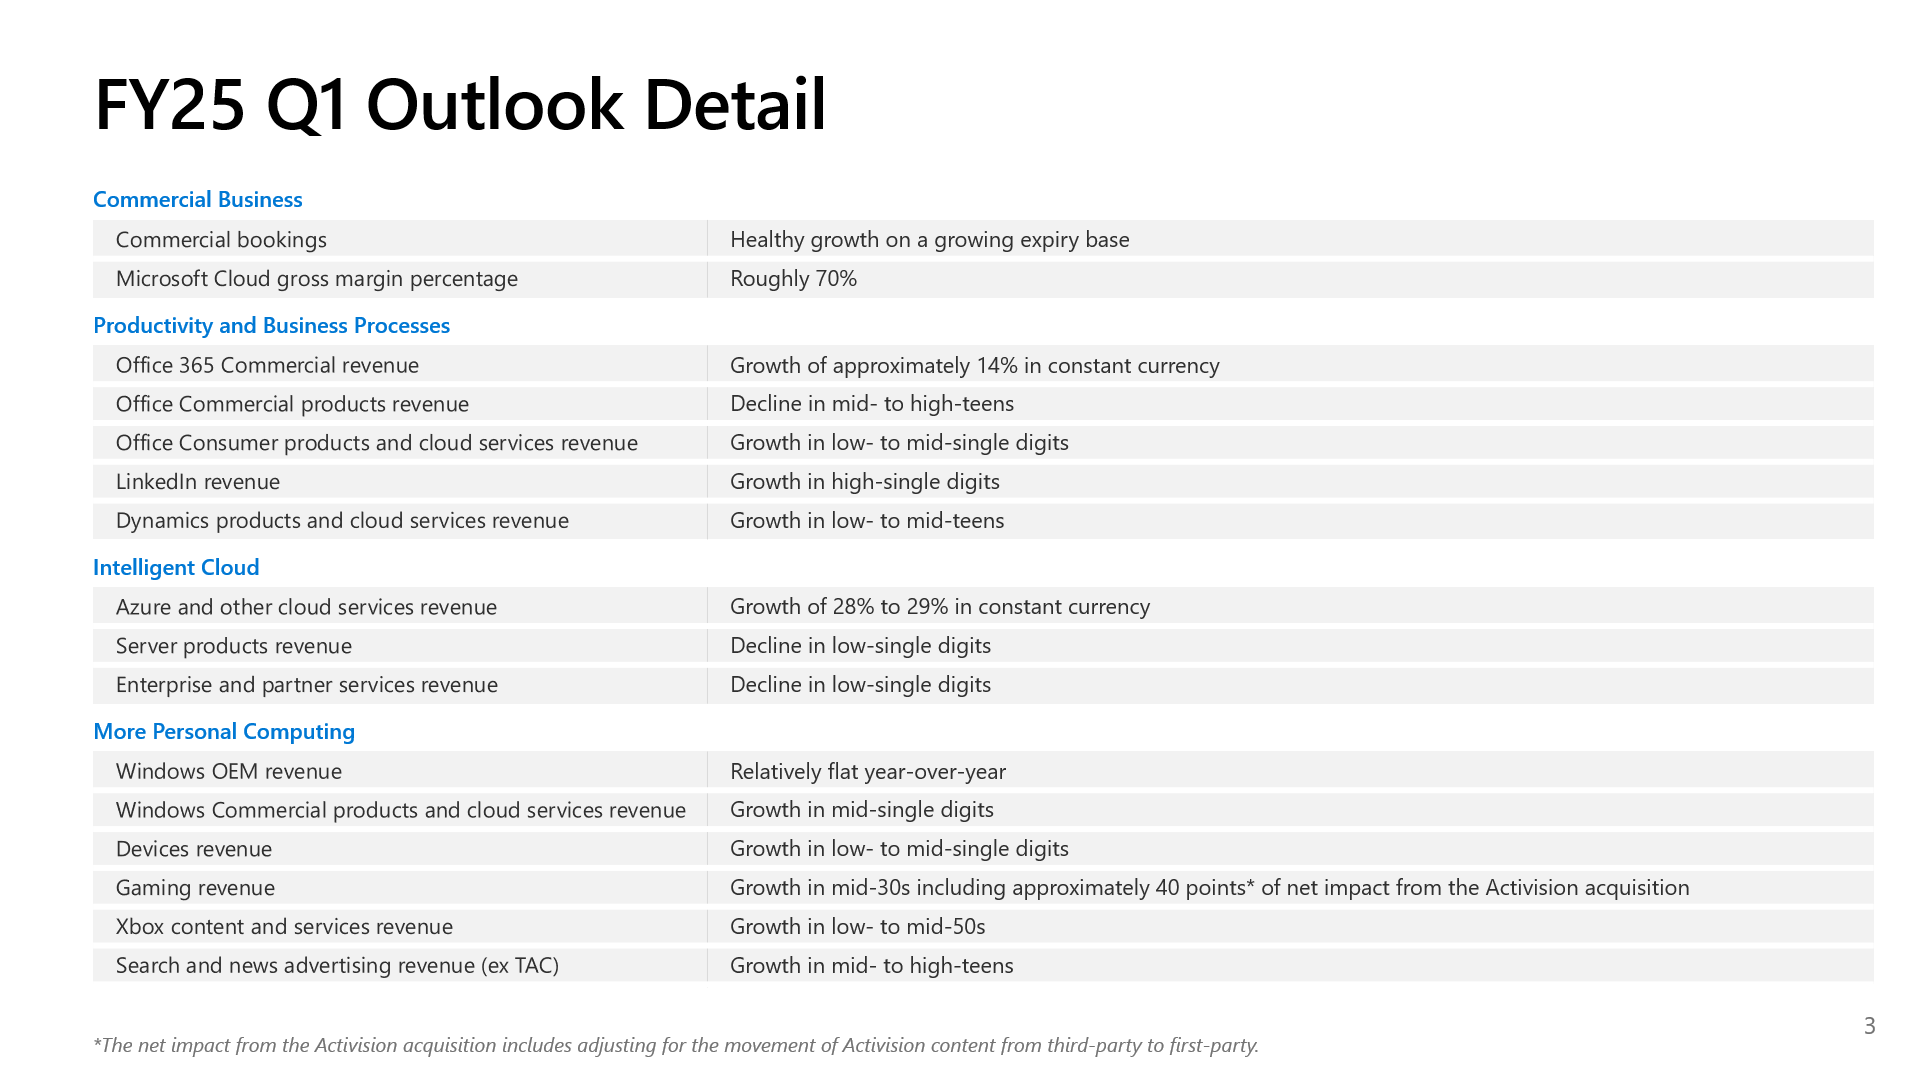 FY25 Q1 Outlook Detail
Commercial Business
Commercial bookings Healthy growth on a growing expiry base
Microsoft Cloud gross margin percentage Roughly 70%
Productivity and Business Processes
Office 365 Commercial revenue Growth of approximately 14% in constant currency
Office Commercial products revenue Decline in mid- to high-teens
Office Consumer products and cloud services revenue Growth in low- to mid-single digits
LinkedIn revenue Growth in high-single digits
Dynamics products and cloud services revenue Growth in low- to mid-teens
Intelligent Cloud
Azure and other cloud services revenue Growth of 28% to 29% in constant currency
Server products revenue Decline in low-single digits
Enterprise and partner services revenue Decline in low-single digits
More Personal Computing
Windows OEM revenue Relatively flat year-over-year
Windows Commercial products and cloud services revenue Growth in mid-single digits
Devices revenue Growth in low- to mid-single digits
Gaming revenue Growth in mid-30s including approximately 40 points* of net impact from the Activision acquisition
Xbox content and services revenue Growth in low- to mid-50s
Search and news advertising revenue (ex TAC) Growth in mid- to high-teens
3
*The net impact from the Activision acquisition includes adjusting for the movement of Activision content from third-party to first-party.